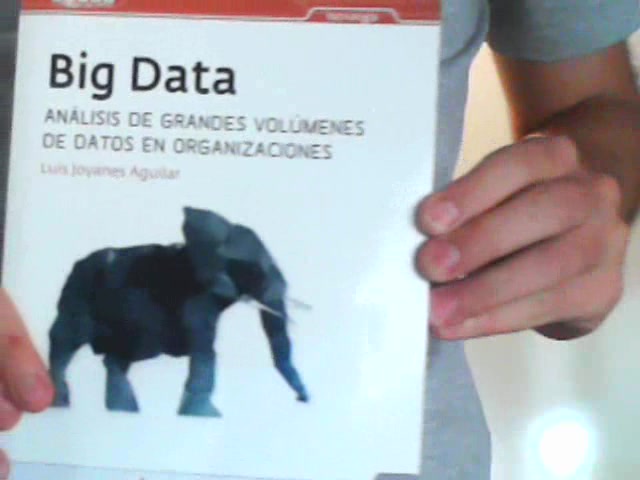 Big Data
ANÁLISIS DE GRANDES VOLÚMENES
DE DATOS EN ORGANIZACIONES
Luis Joyanes Aguilar